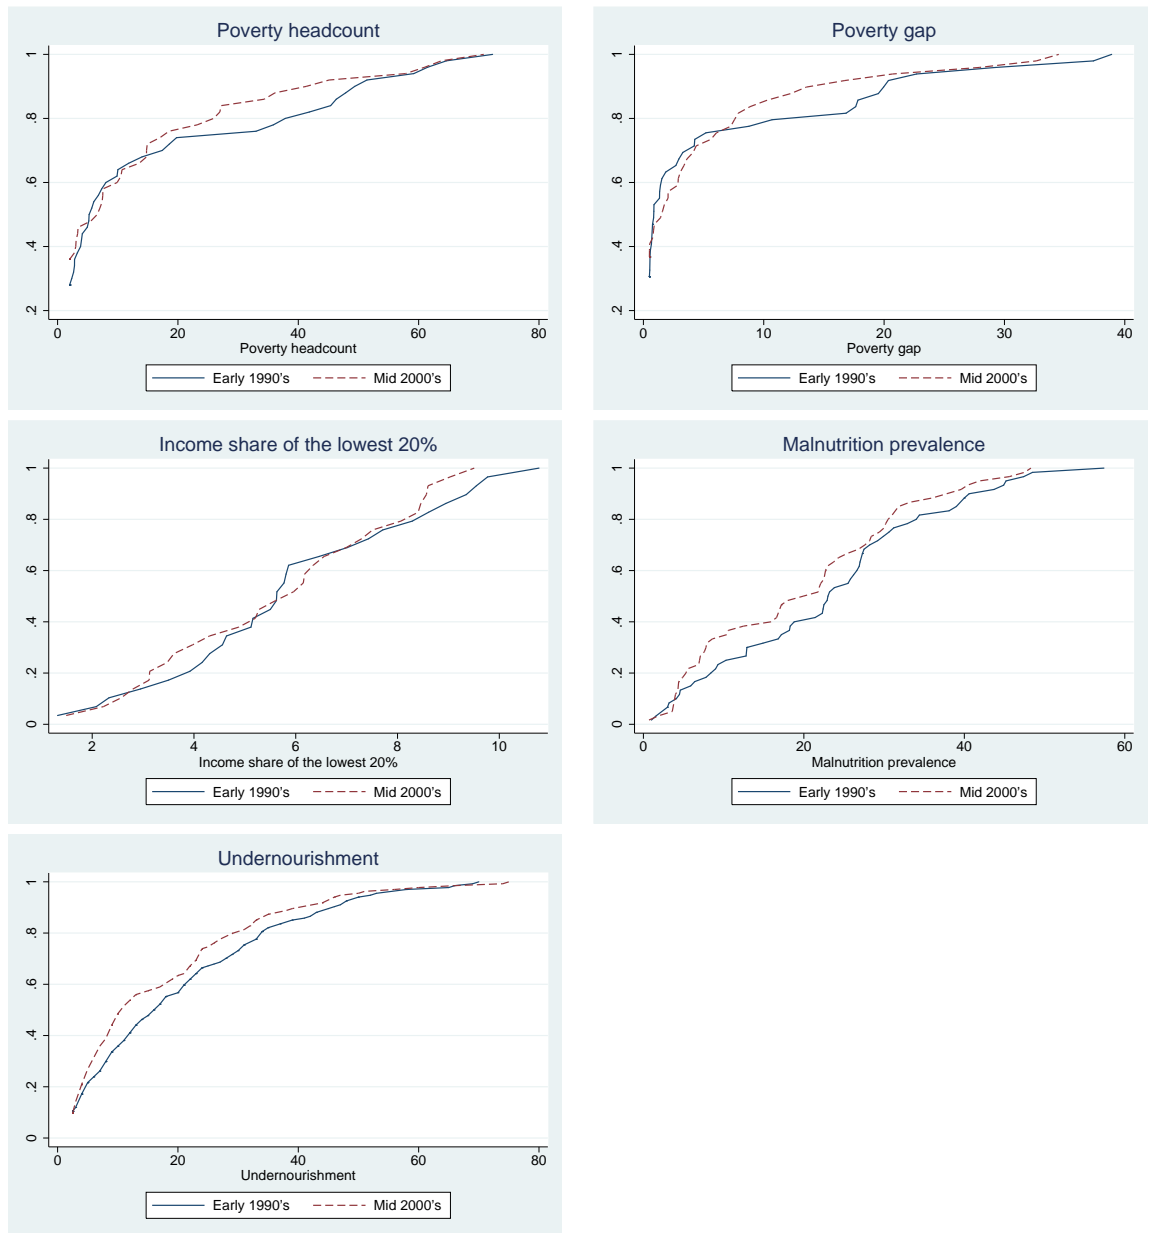 Poverty headcount
1
.8
.6
.4
.2
0 20 40 60 80
Poverty headcount
Early 1990's Mid 2000's
Poverty gap
1
.8
.6
.4
.2
0 10 20 30 40
Poverty gap
Early 1990's Mid 2000's
Income share of the lowest 20%
1
.8
.6
.4
.2
0
2 4 6 8 10
Income share of the lowest 20%
Early 1990's Mid 2000's
Malnutrition prevalence
1
.8
.6
.4
.2
0
0 20 40 60
Malnutrition prevalence
Early 1990's Mid 2000's
Undernourishment
1
.8
.6
.4
.2
0
0 20 40 60 80
Undernourishment
Early 1990's Mid 2000's